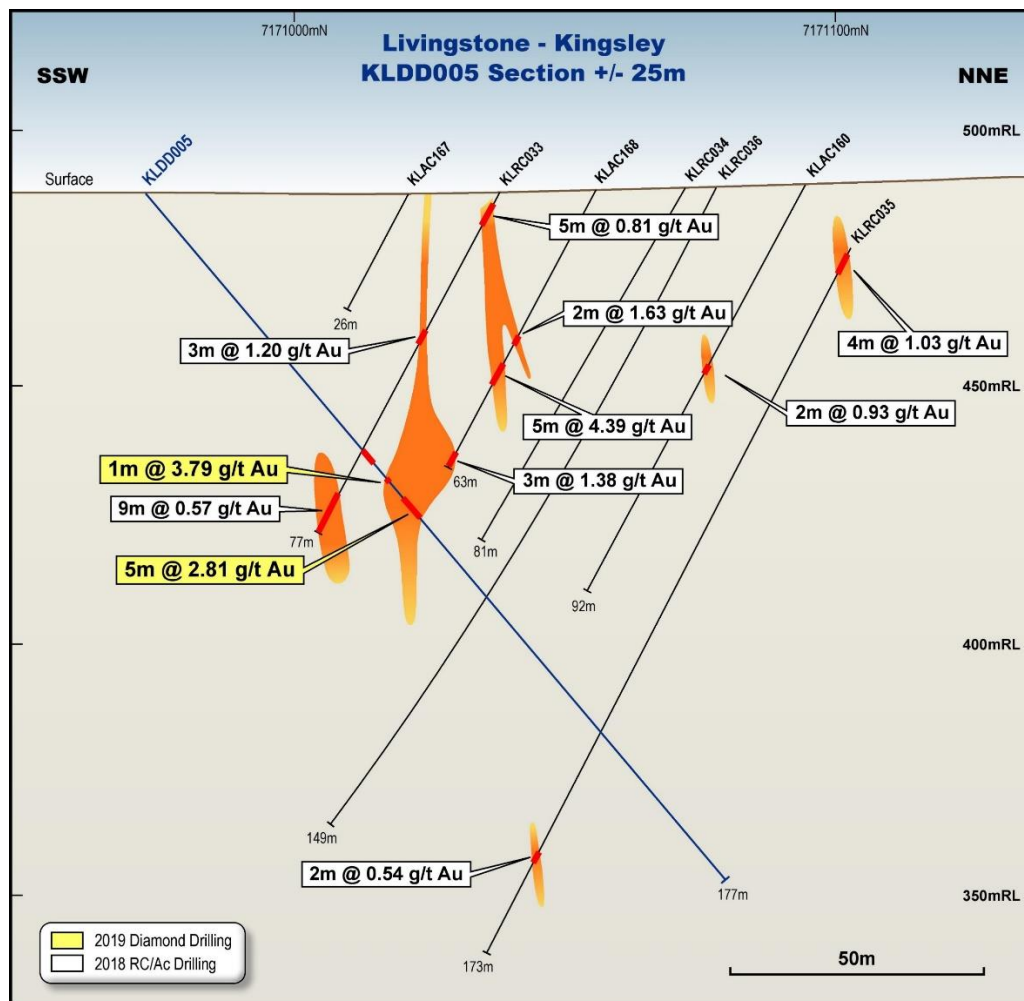 7171000mN
7171100mN
Livingstone - Kingsley
KLDD005 Section +/- 25m
SSW
NNE
500mRL
Surface
KLDD005
KLAC167
KLRC033
KLAC168
KLRC034
KLRC036
KLAC160
KLRC035
5m @ 0.81 g/t Au
26m
2m @ 1.63 g/t Au
3m @ 1.20 g/t Au
4m @ 1.03 g/t Au
450mRL
2m @ 0.93 g/t Au
5m @ 4.39 g/t Au
1m @ 3.79 g/t Au
63m
3m @ 1.38 g/t Au
9m @ 0.57 g/t Au
77m
81m
5m @ 2.81 g/t Au
92m
400mRL
149m
2m @ 0.54 g/t Au
177m
350mRL
2019 Diamond Drilling
2018 RC/Ac Drilling
173m
50m